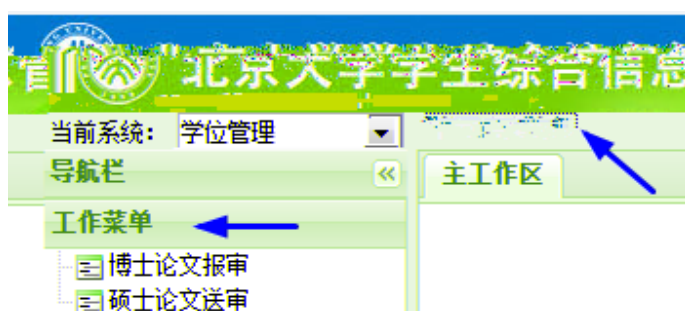 北京大学学生综合信息
当前系统： 学位管理
导航栏
主工作区
工作菜单
博士论文报审
硕士论文送审